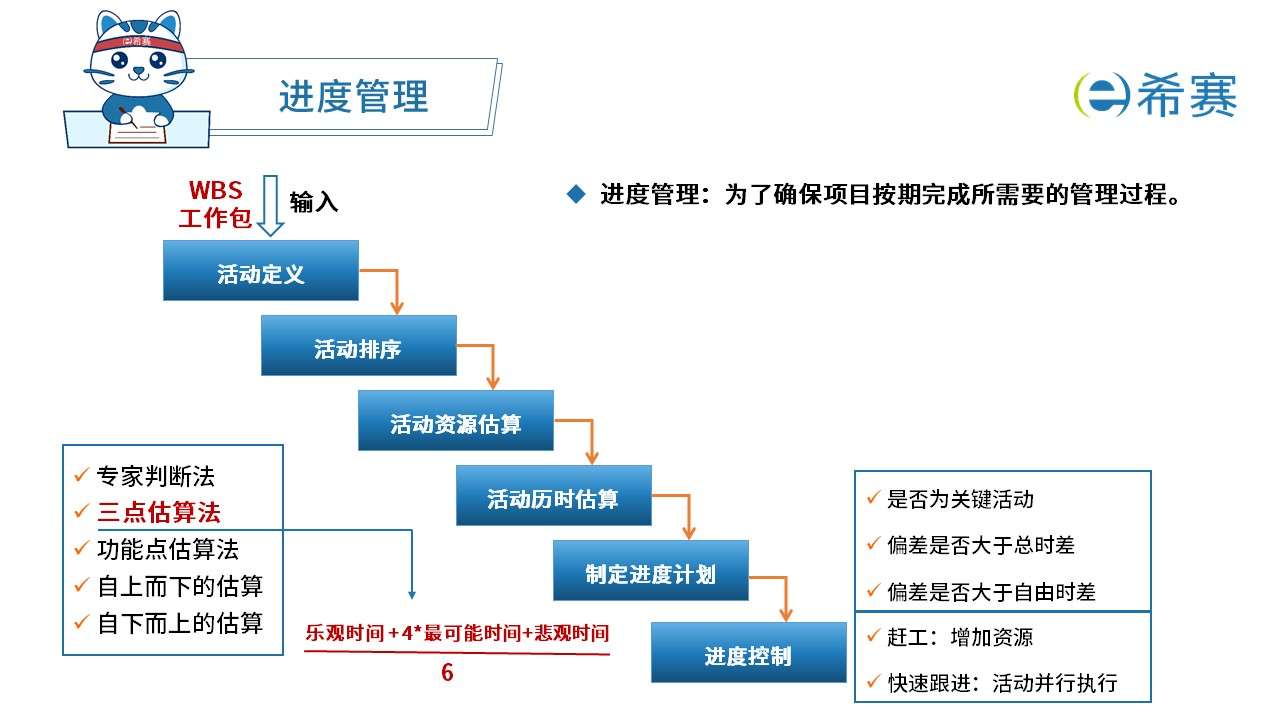 希赛
进度管理
希赛
WBS
工作包
输入
进度管理：为了确保项目按期完成所需要的管理过程。
活动定义
活动排序
活动资源估算
活动历时估算
制定进度计划
进度控制
专家判断法
三点估算法
功能点估算法
自上而下的估算
自下而上的估算
乐观时间+4*最可能时间+悲观时间
6
是否为关键活动
偏差是否大于总时差
偏差是否大于自由时差
赶工：增加资源
快速跟进：活动并行执行